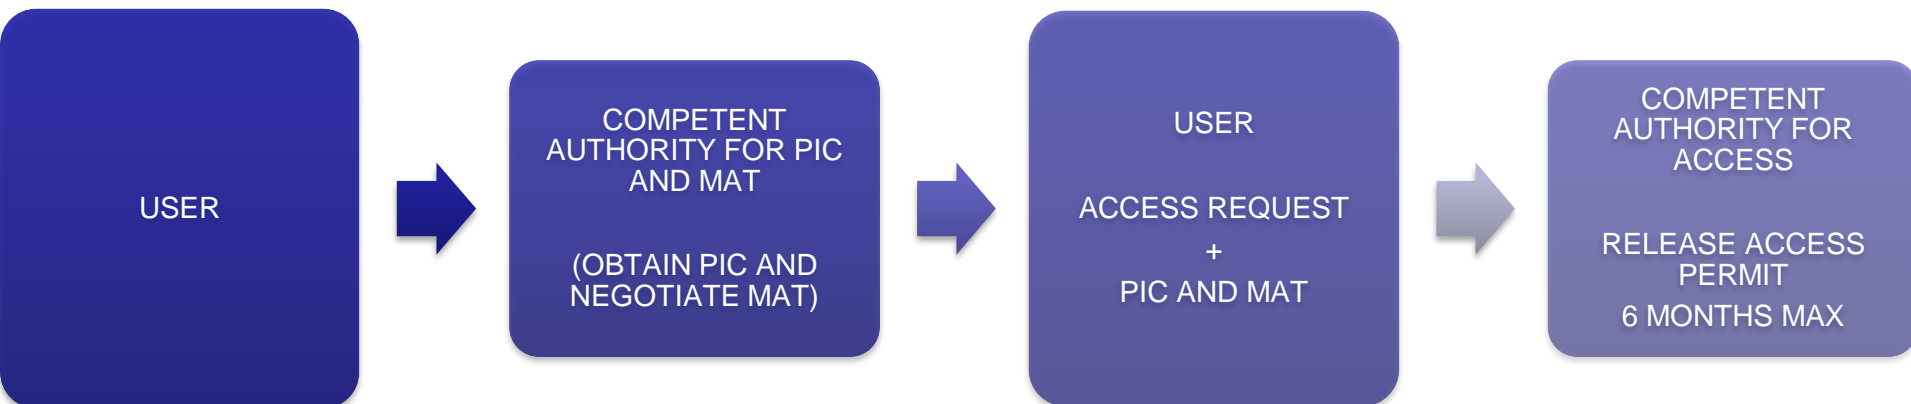 USER
COMPETENT
AUTHORITY FOR PIC
AND MAT
(OBTAIN PIC AND
NEGOTIATE MAT)
USER
ACCESS REQUEST
+
PIC AND MAT
COMPETENT
AUTHORITY FOR
ACCESS
RELEASE ACCESS
PERMIT
6 MONTHS MAX